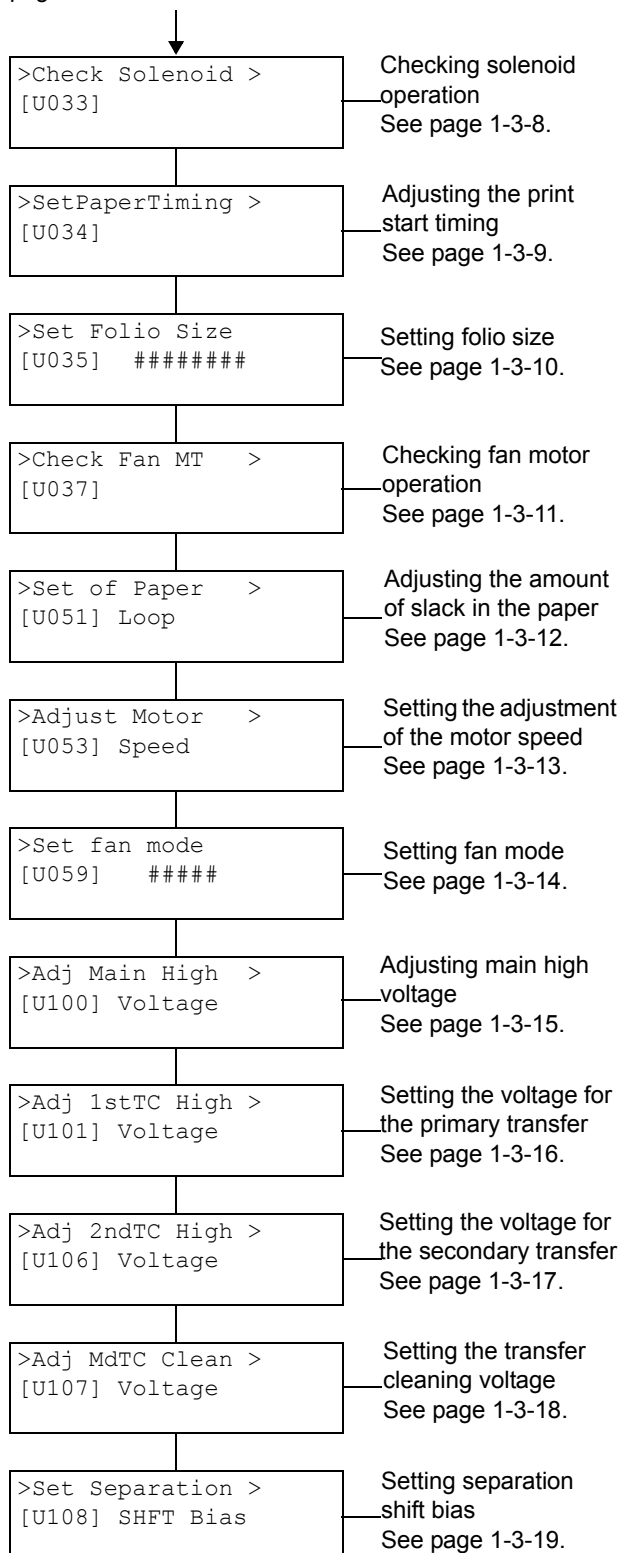 >Check Solenoid >
[U033]
Checking solenoid
operation
See page 1-3-8.
>SetPaperTiming >
[U034]
Adjusting the print
start timing
See page 1-3-9.
>Set Folio Size
[U035] ########
Setting folio size
See page 1-3-10.
>Check Fan MT >
[U037]
Checking fan motor
operation
See page 1-3-11.
>Set of Paper >
[U051] Loop
Adjusting the amount
of slack in the paper
See page 1-3-12.
>Adjust Motor >
[U053] Speed
Setting the adjustment
of the motor speed
See page 1-3-13.
>Set fan mode
[U059] #####
Setting fan mode
See page 1-3-14.
>Adj Main High >
[U100] Voltage
Adjusting main high
voltage
See page 1-3-15.
>Adj 1stTC High >
[U101] Voltage
Setting the voltage for
the primary transfer
See page 1-3-16.
>Adj 2ndTC High >
[U106] Voltage
Setting the voltage for
the secondary transfer
See page 1-3-17.
>Adj MdTC Clean >
[U107] Voltage
Setting the transfer
cleaning voltage
See page 1-3-18.
>Set Separation >
[U108] SHFT Bias
Setting separation
shift bias
See page 1-3-19.